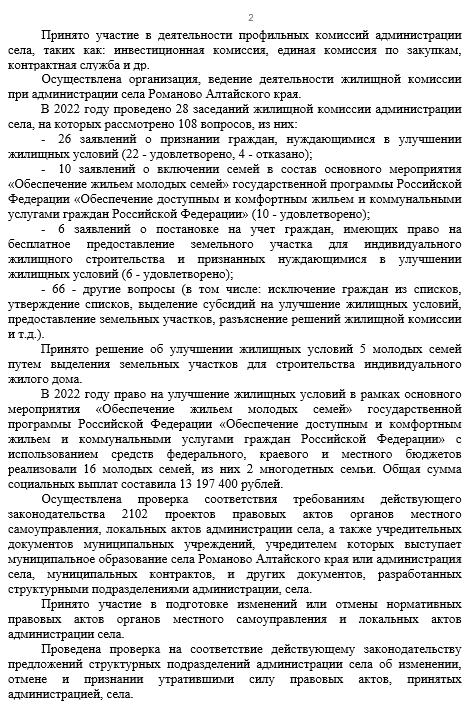 2
Принято участие в деятельности профильных комиссий администрации
села, таких как: инвестиционная комиссия, единая комиссия по закупкам,
контрактная служба и др.
Осуществлена организация, ведение деятельности жилищной комиссии
при администрации села Романово Алтайского края.
В 2022 году проведено 28 заседаний жилищной комиссии администрации
села, на которых рассмотрено 108 вопросов, из них:
- 26 заявлений о признании граждан, нуждающимися в улучшении
жилищных условий (22 - удовлетворено, 4 - отказано);
- 10 заявлений о включении семей в состав основного мероприятия
«Обеспечение жильем молодых семей» государственной программы Российской
Федерации «Обеспечение доступным и комфортным жильем и коммунальными
услугами граждан Российской Федерации» (10 - удовлетворено);
- 6 заявлений о постановке на учет граждан, имеющих право на
бесплатное предоставление земельного участка для индивидуального
жилищного строительства и признанных нуждающимися в улучшении
жилищных условий (6 - удовлетворено);
- 66 - другие вопросы (в том числе: исключение граждан из списков,
утверждение списков, выделение субсидий на улучшение жилищных условий,
предоставление земельных участков, разъяснение решений жилищной комиссии
и т.д.).
Принято решение об улучшении жилищных условий 5 молодых семей
путем выделения земельных участков для строительства индивидуального
жилого дома.
В 2022 году право на улучшение жилищных условий в рамках основного
мероприятия «Обеспечение жильем молодых семей» государственной
программы Российской Федерации «Обеспечение доступным и комфортным
жильем и коммунальными услугами граждан Российской Федерации» с
использованием средств федерального, краевого и местного бюджетов
реализовали 16 молодых семей, из них 2 многодетных семьи. Общая сумма
социальных выплат составила 13 197 400 рублей.
Осуществлена проверка соответствия требованиям действующего
законодательства 2102 проектов правовых актов органов местного
самоуправления, локальных актов администрации села, а также учредительных
документов муниципальных учреждений, учредителем которых выступает
муниципальное образование села Романово Алтайского края или администрация
села, муниципальных контрактов, и других документов, разработанных
структурными подразделениями администрации, села.
Принято участие в подготовке изменений или отмены нормативных
правовых актов органов местного самоуправления и локальных актов
администрации села.
Проведена проверка на соответствие действующему законодательству
предложений структурных подразделений администрации села об изменении,
отмене и признании утратившими силу правовых актов, принятых
администрацией, села.